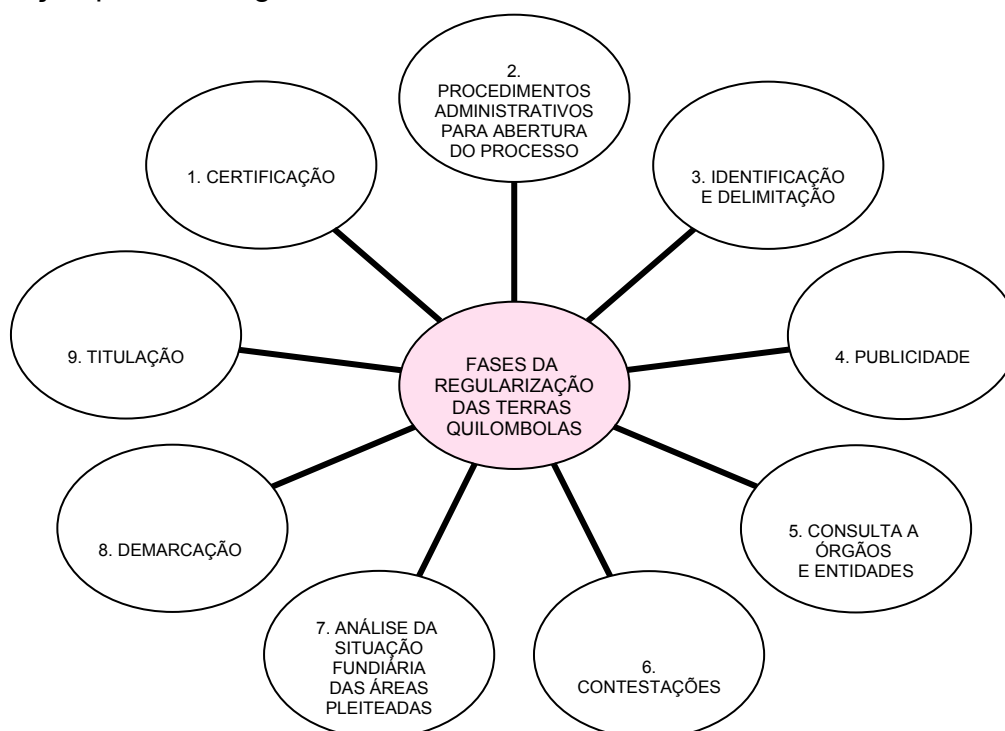 2.
PROCEDIMENTOS
ADMINISTRATIVOS
PARA ABERTURA
DO PROCESSO
1. CERTIFICAÇÃO
3. IDENTIFICAÇÃO
E DELIMITAÇÃO
9. TITULAÇÃO
4. PUBLICIDADE
FASES DA
REGULARIZAÇÃO
DAS TERRAS
QUILOMBOLAS
8. DEMARCAÇÃO
5. CONSULTA A
ÓRGÃOS
E ENTIDADES
7. ANÁLISE DA
SITUAÇÃO
FUNDIÁRIA
DAS ÁREAS
PLEITEADAS
6.
CONTESTAÇÕES